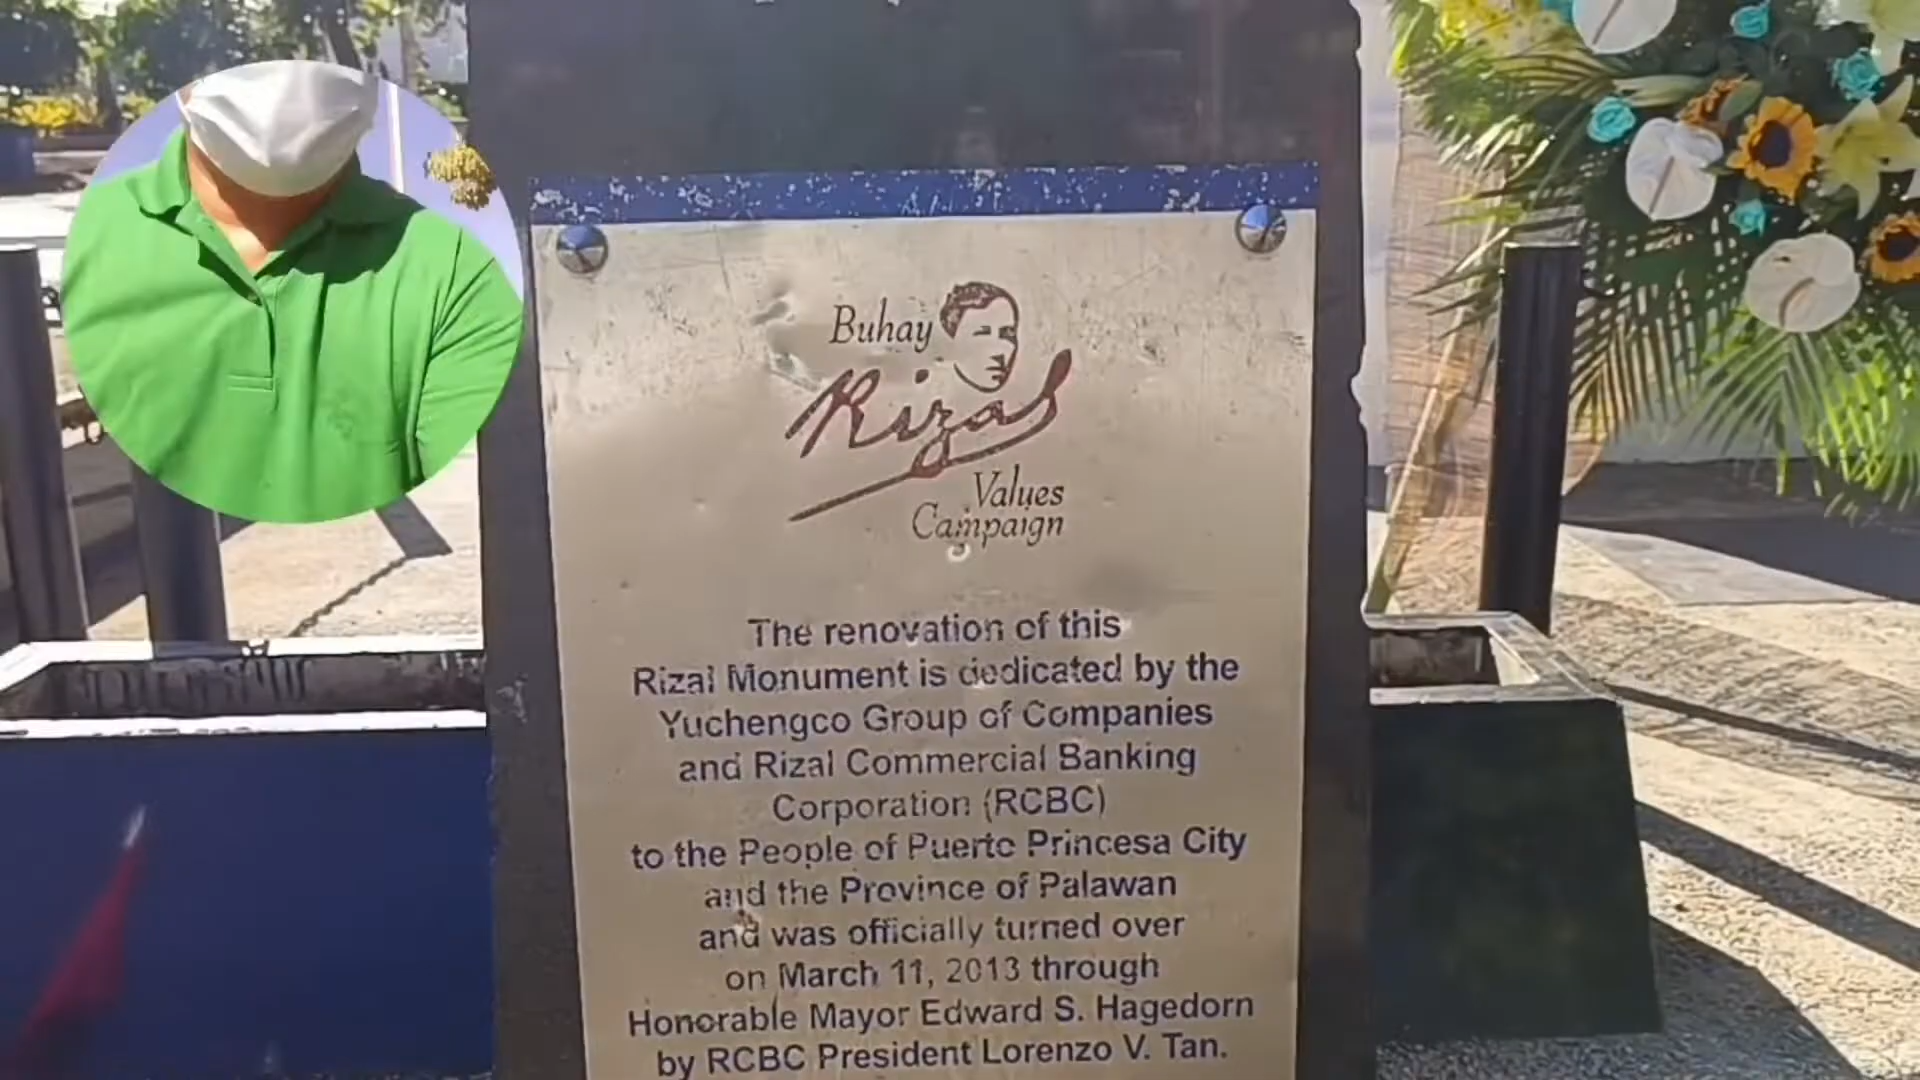 Buhay
Rizal
Values
Campaign
The renovation of this
Rizal Monument is dedicated by the
Yuchengco Group of Companies
and Rizal Commercial Banking
Corporation (RCBC)
to the People of Puerto Princesa City
and the Province of Palawan
and was officially turned over
on March 11, 2013 through
Honorable Mayor Edward S. Hagedorn
by RCBC President Lorenzo V. Tan.